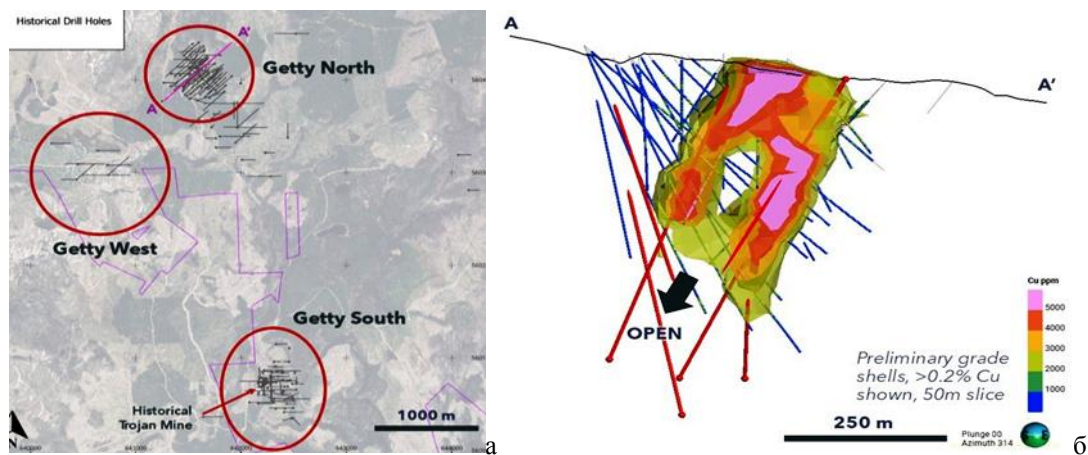 Historical Drill Holes
A'
Getty North
A
Getty West
Getty South
Historical
Trojan Mine
1000 m
N
а
A
A'
OPEN
Cu ppm
5000
4000
3000
2000
1000
Preliminary grade
shells, >0.2% Cu
shown, 50m slice
250 m
Plunge 00
Azimuth 314
б